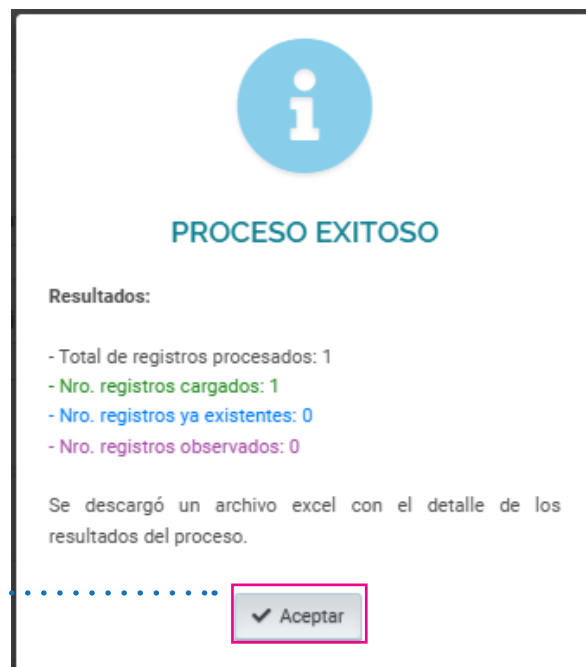 PROCESO EXITOSO
Resultados:
- Total de registros procesados: 1
- Nro. registros cargados: 1
- Nro. registros ya existentes: 0
- Nro. registros observados: 0
Se descargó un archivo excel con el detalle de los
resultados del proceso.
Aceptar